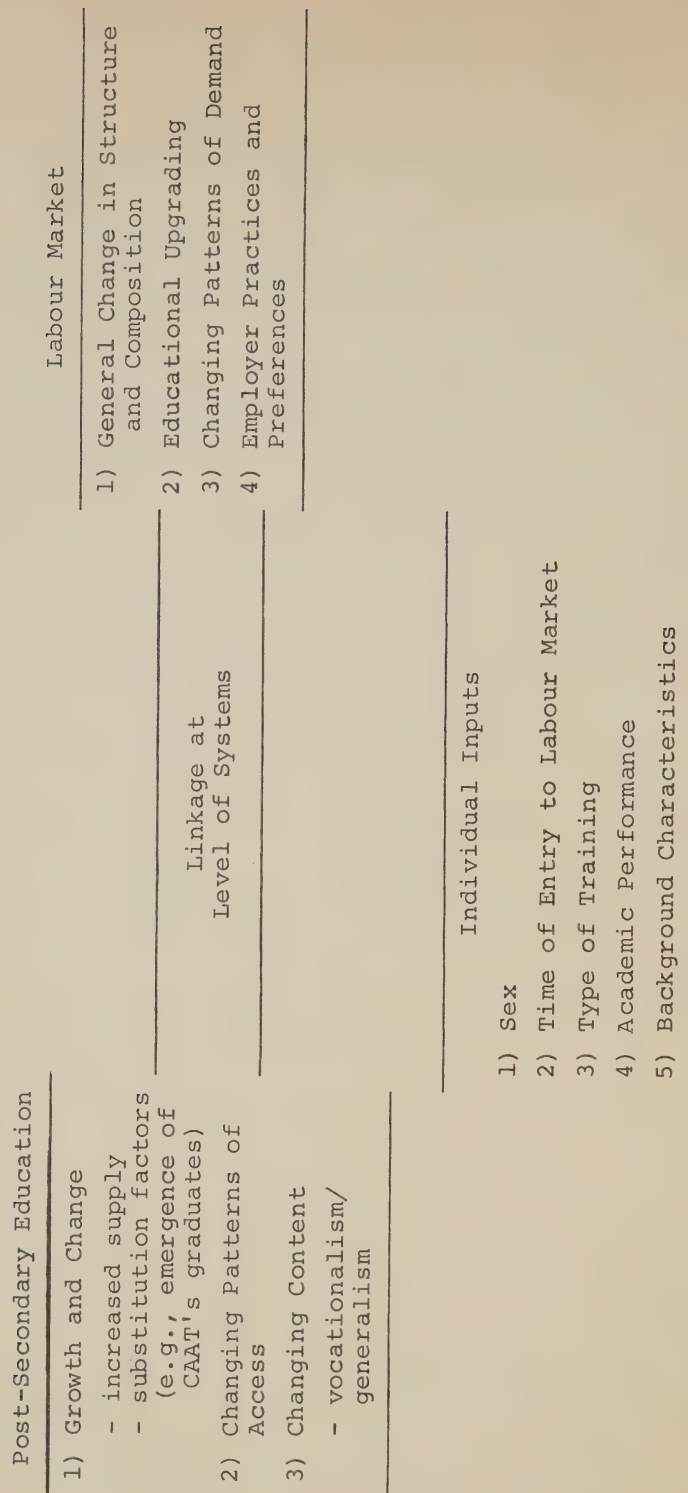 Post-Secondary Education
1) Growth and Change
- increased supply
- substitution factors
(e.g., emergence of
CAAT's graduates)
2) Changing Patterns of
Access
3) Changing Content
- vocationalism/
generalism
Linkage at
Level of Systems
Labour Market
1) General Change in Structure
and Composition
2) Educational Upgrading
3) Changing Patterns of Demand
4) Employer Practices and
Preferences
Individual Inputs
1) Sex
2) Time of Entry to Labour Market
3) Type of Training
4) Academic Performance
5) Background Characteristics